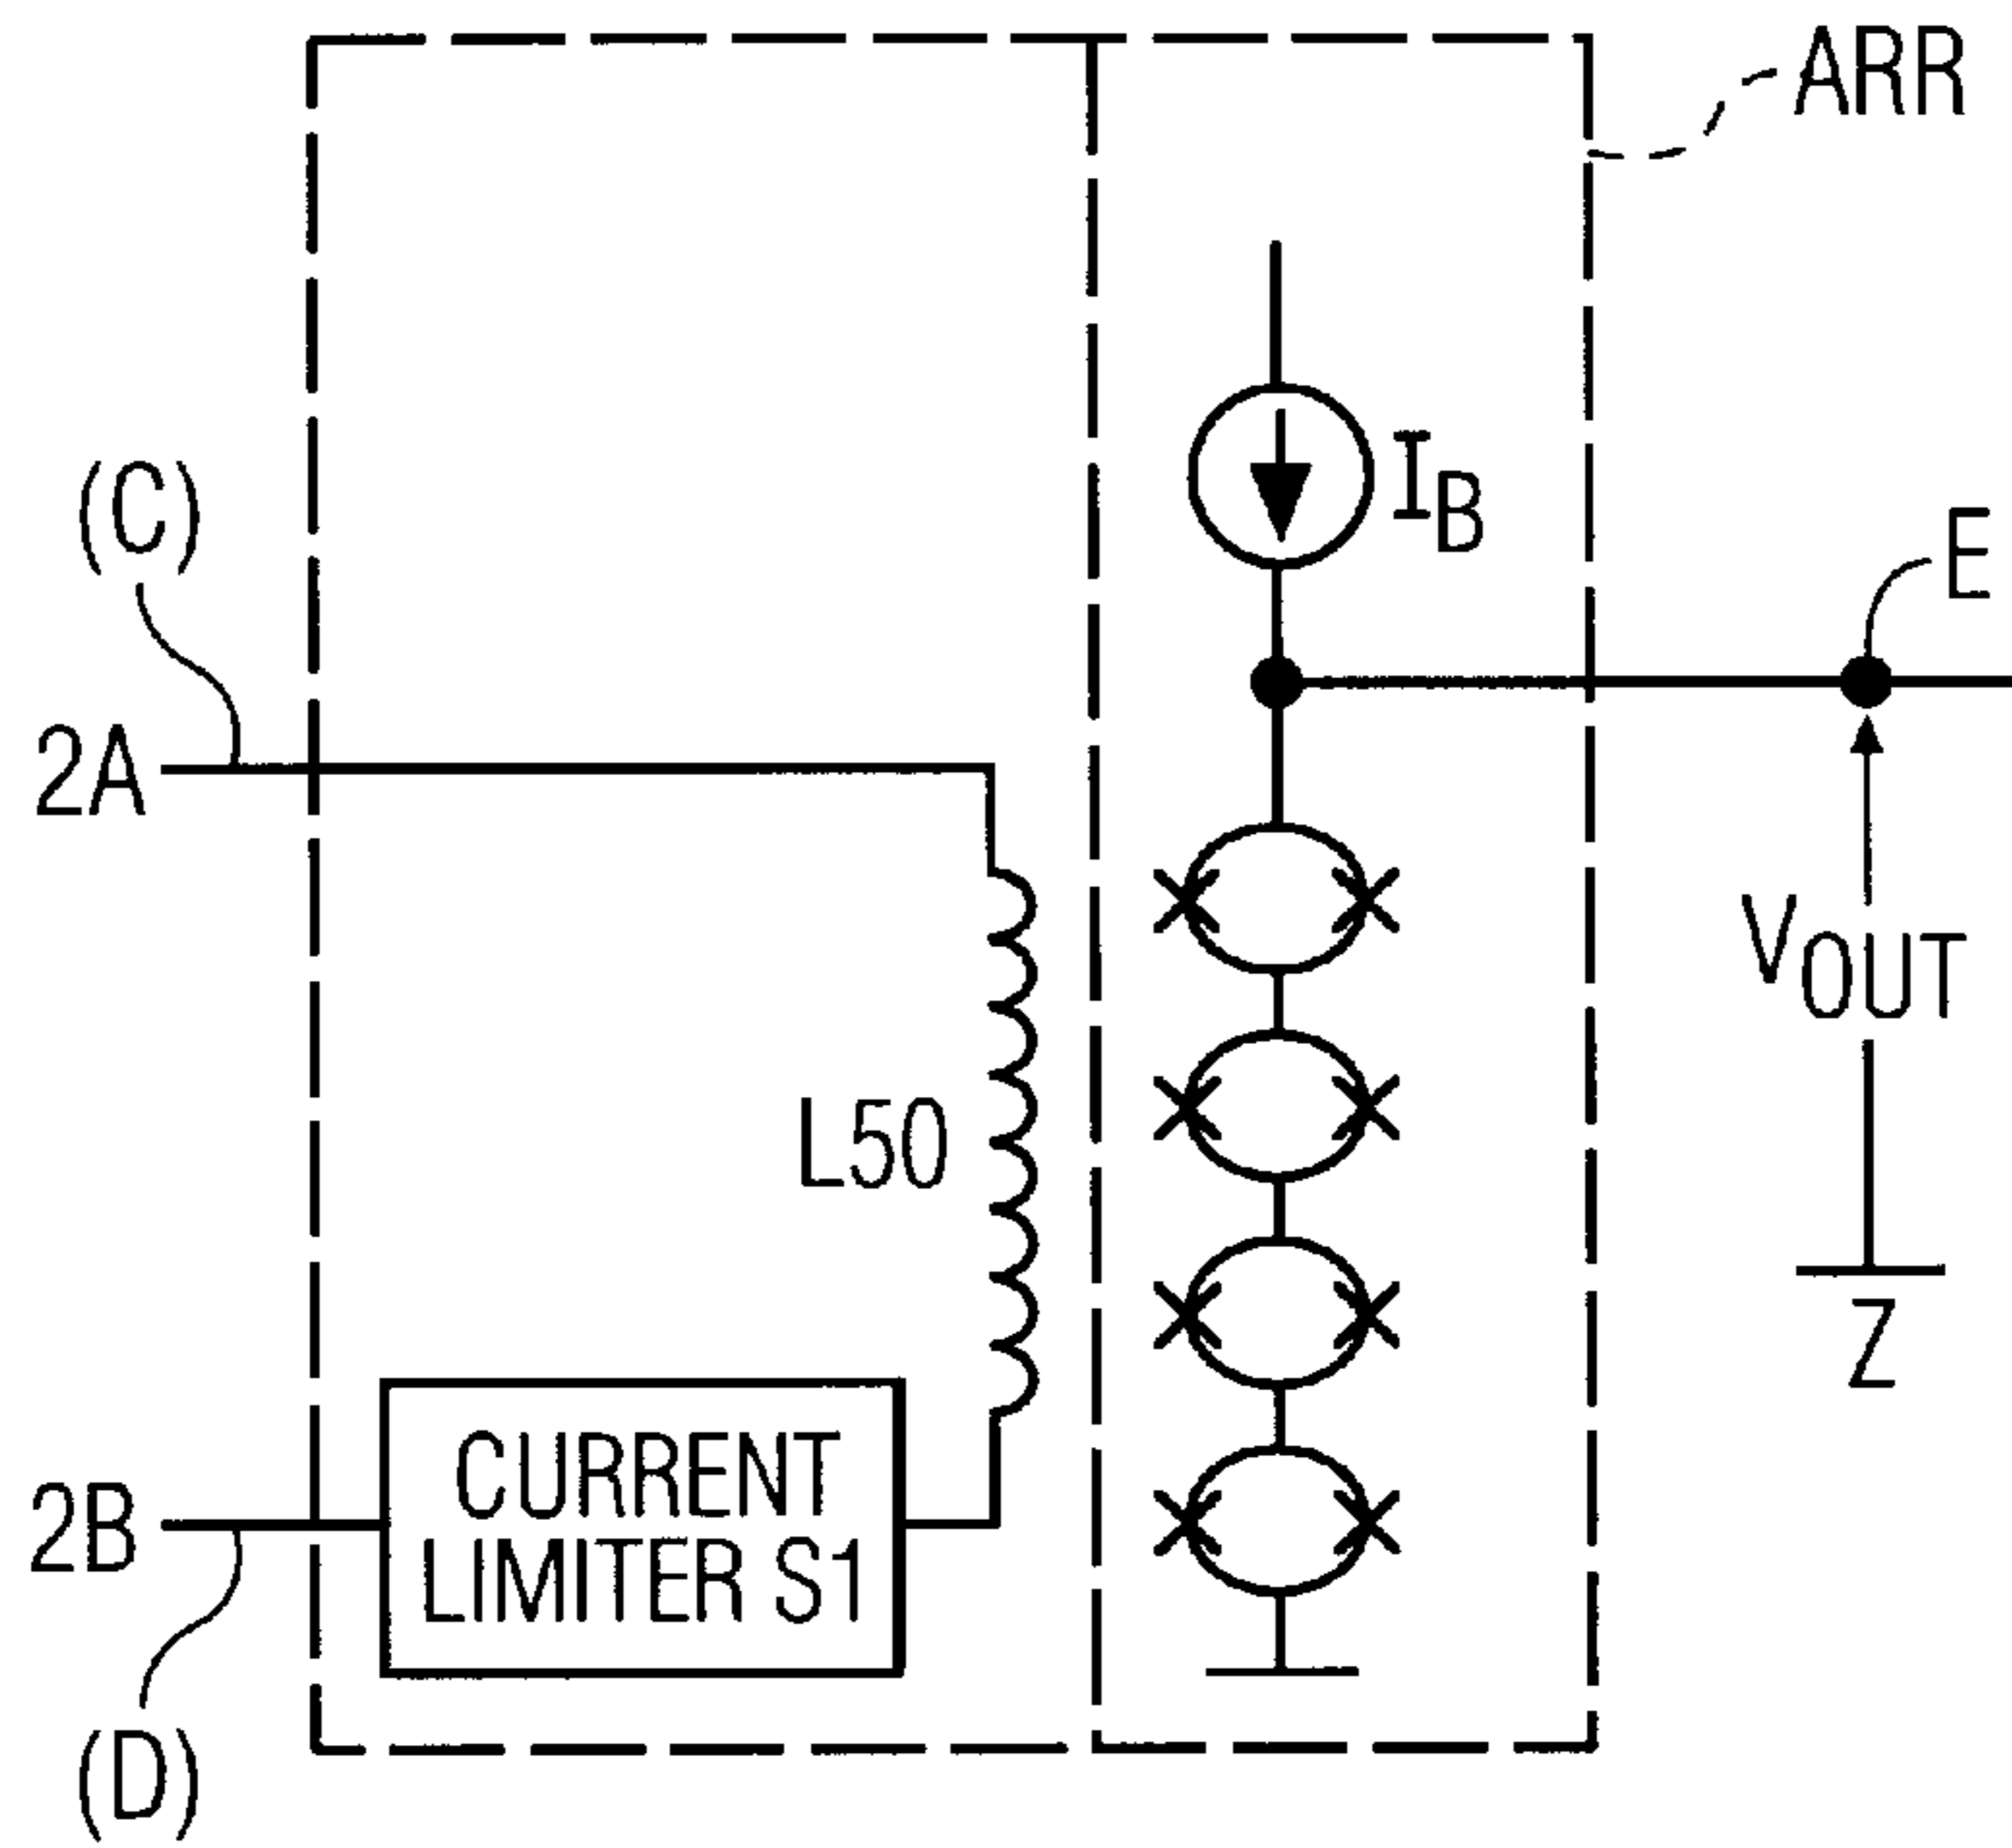 ARR
(C)
I_B
E
2A
V_OUT
L50
Z
CURRENT
LIMITER S1
2B
(D)